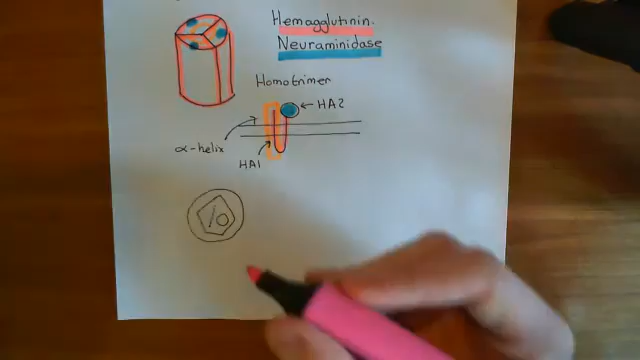 Hemagglutinin.
Neuraminidase
Homotrimer
HA2
α-helix
HA1